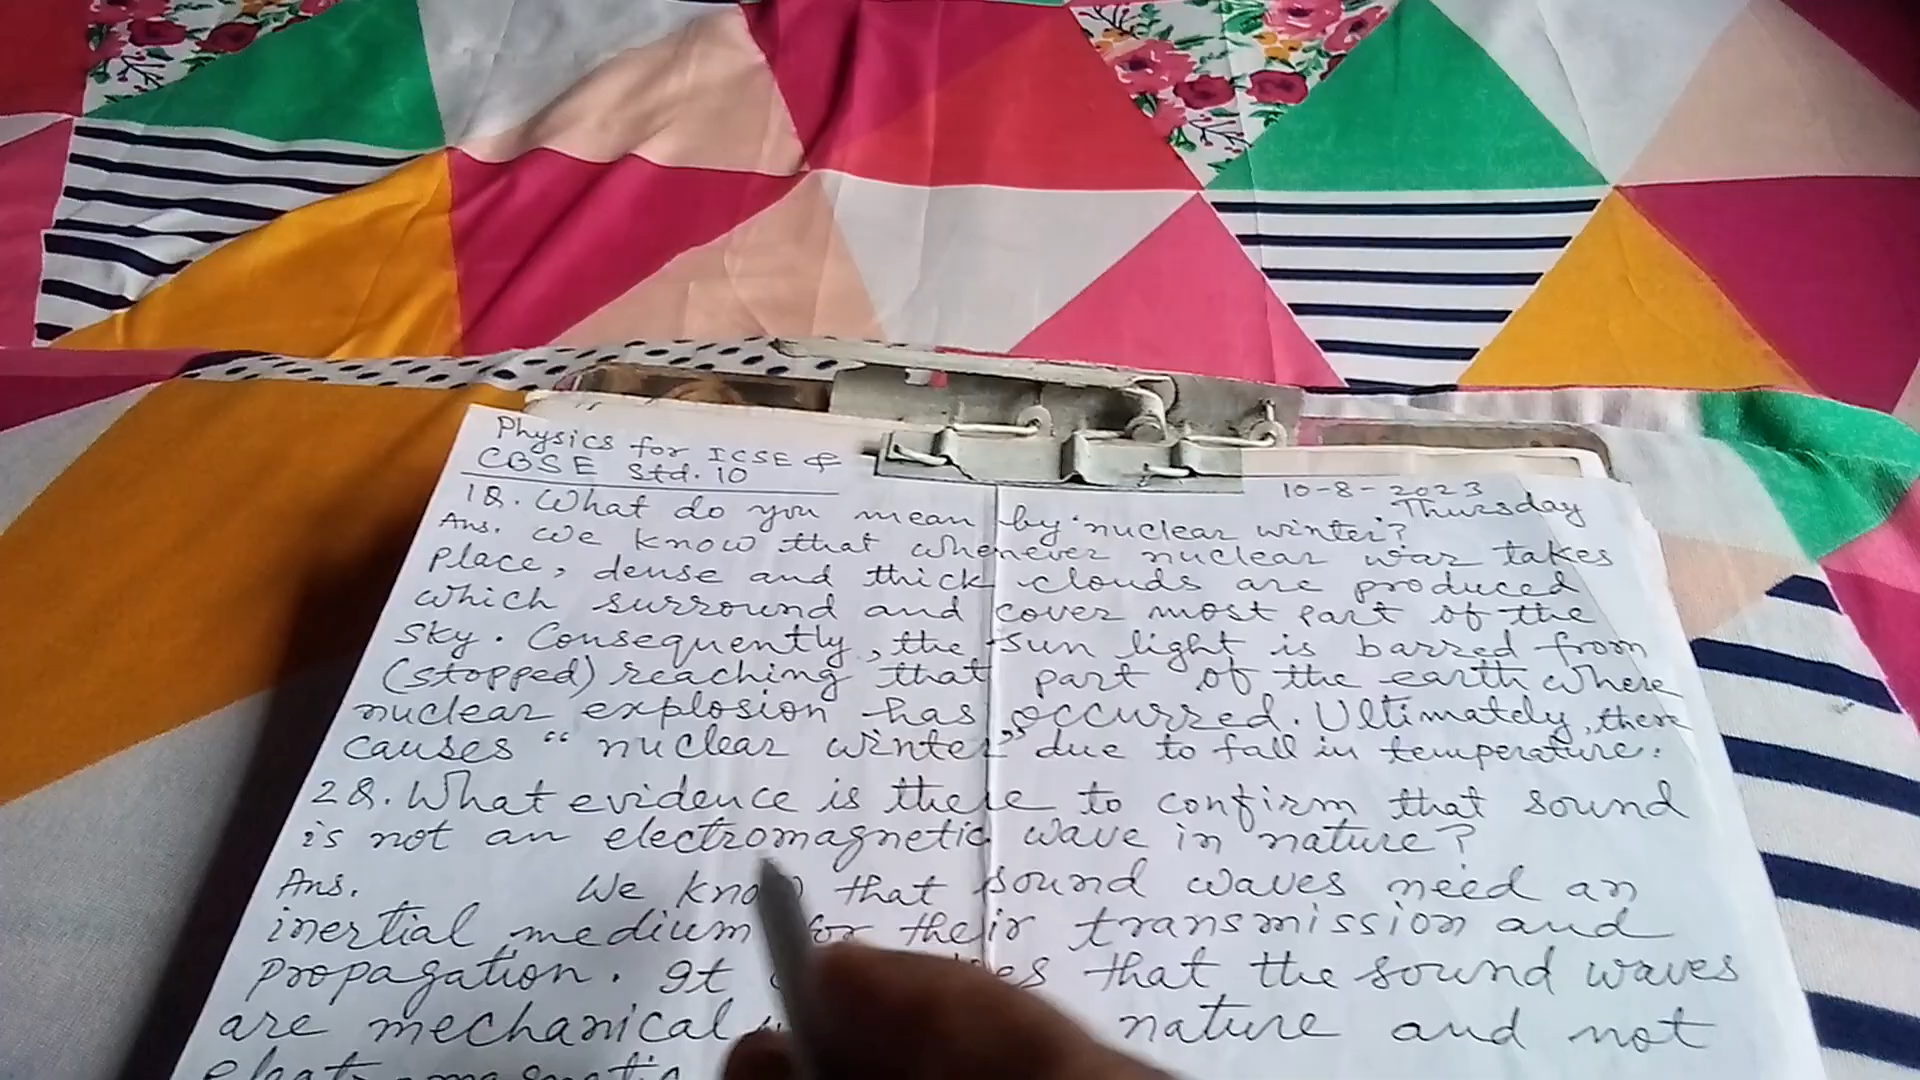 Physics for ICSE &
CBSE Std. 10
10-8-2023
Thursday
1Q. What do you mean by 'nuclear winter'?
Ans. We know that whenever nuclear war takes
place, dense and thick clouds are produced
which surround and cover most part of the
sky. Consequently, the sun light is barred from
(stopped) reaching that part of the earth where
nuclear explosion has occurred. Ultimately, there
causes "nuclear winter" due to fall in temperature.
2Q. What evidence is there to confirm that sound
is not an electromagnetic wave in nature?
Ans. We know that sound waves need an
inertial medium for their transmission and
propagation. It that the sound waves
are mechanical nature and not